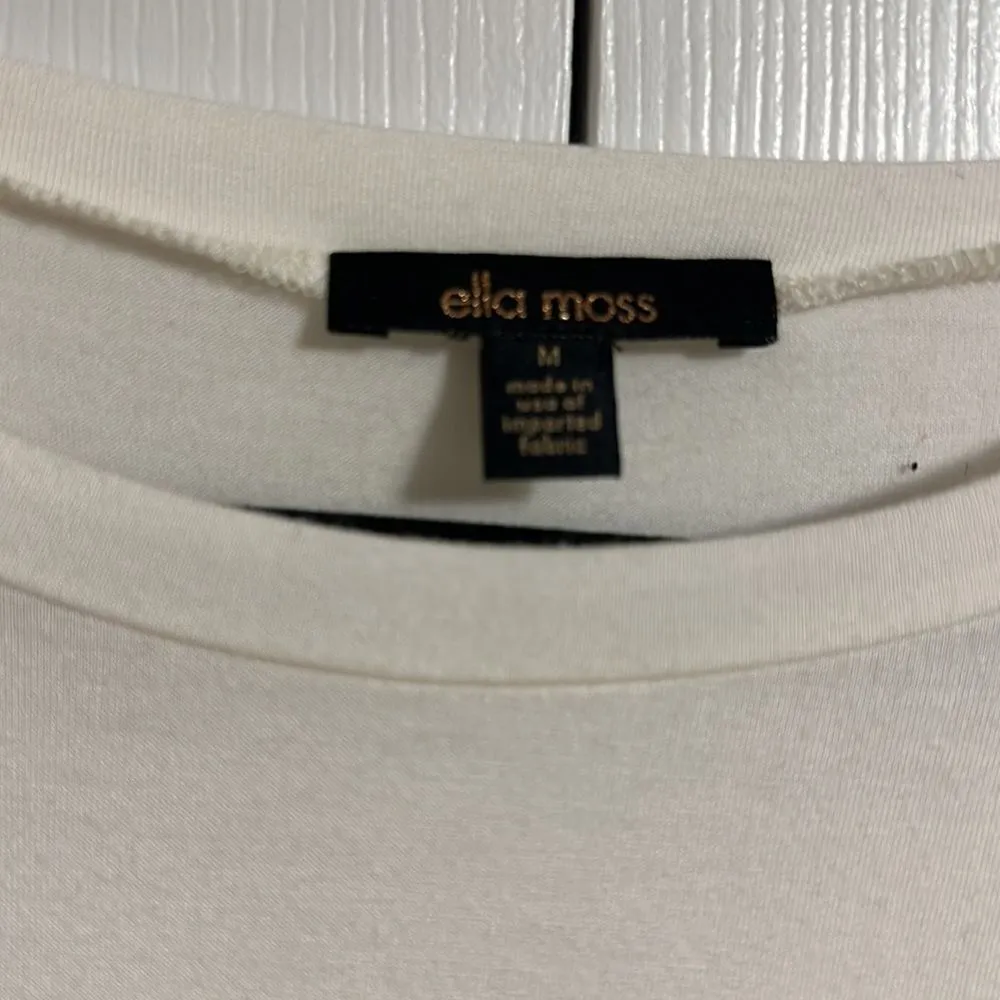 ella moss
M
made in
usa of
imported
fabric